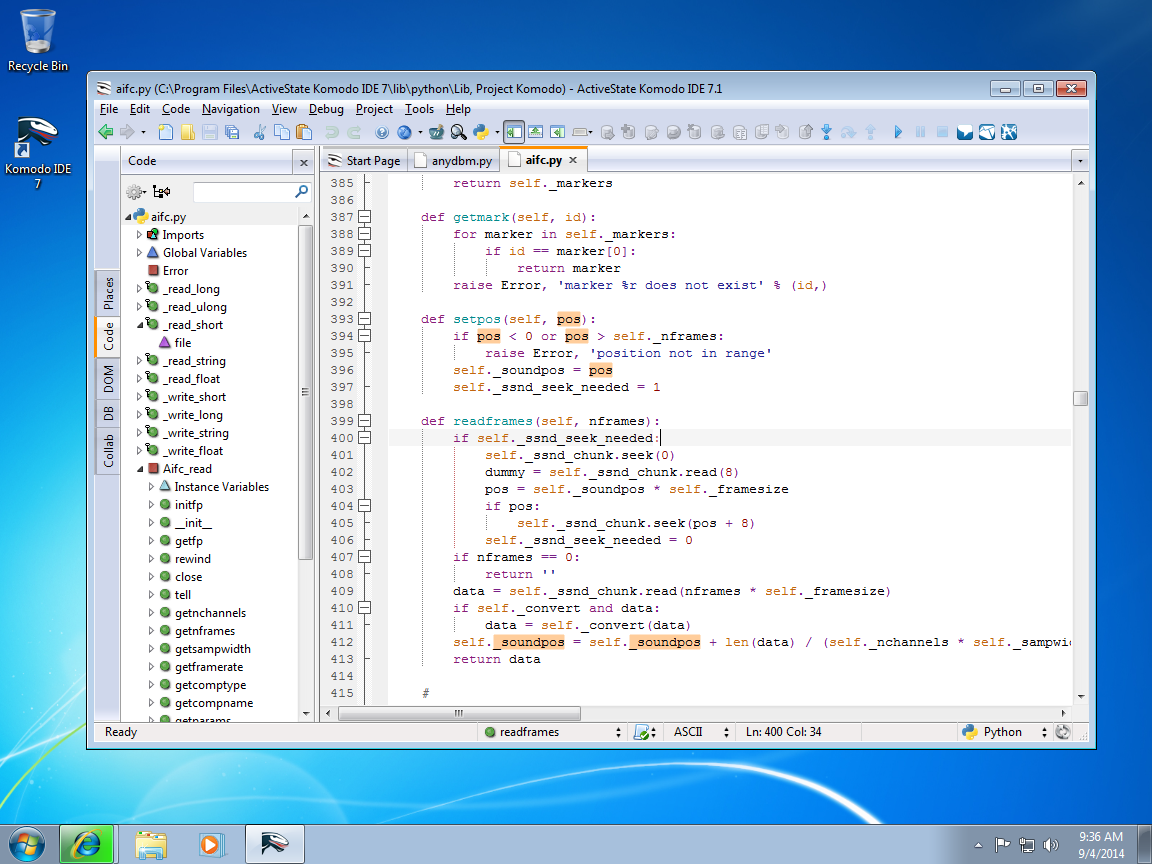 Recycle Bin
Komodo IDE
7
aifc.py (C:\Program Files\ActiveState Komodo IDE 7\lib\python\Lib, Project Komodo) - ActiveState Komodo IDE 7.1
File Edit Code Navigation View Debug Project Tools Help
Code
Start Page anydbm.py aifc.py
Places
Code
DOM
DB
Collab
aifc.py
Imports
Global Variables
Error
_read_long
_read_ulong
_read_short
file
_read_string
_read_float
_write_short
_write_long
_write_string
_write_float
Aifc_read
Instance Variables
initfp
__init__
getfp
rewind
close
tell
getnchannels
getnframes
getsampwidth
getframerate
getcomptype
getcompname
getparams
385 return self._markers
386
387 def getmark(self, id):
388 for marker in self._markers:
389 if id == marker[0]:
390 return marker
391 raise Error, 'marker %r does not exist' % (id,)
392
393 def setpos(self, pos):
394 if pos < 0 or pos > self._nframes:
395 raise Error, 'position not in range'
396 self._soundpos = pos
397 self._ssnd_seek_needed = 1
398
399 def readframes(self, nframes):
400 if self._ssnd_seek_needed:
401 self._ssnd_chunk.seek(0)
402 dummy = self._ssnd_chunk.read(8)
403 pos = self._soundpos * self._framesize
404 if pos:
405 self._ssnd_chunk.seek(pos + 8)
406 self._ssnd_seek_needed = 0
407 if nframes == 0:
408 return ''
409 data = self._ssnd_chunk.read(nframes * self._framesize)
410 if self._convert and data:
411 data = self._convert(data)
412 self._soundpos = self._soundpos + len(data) / (self._nchannels * self._sampwi
413 return data
414
415 #
Ready readframes ASCII Ln: 400 Col: 34 Python
9:36 AM
9/4/2014